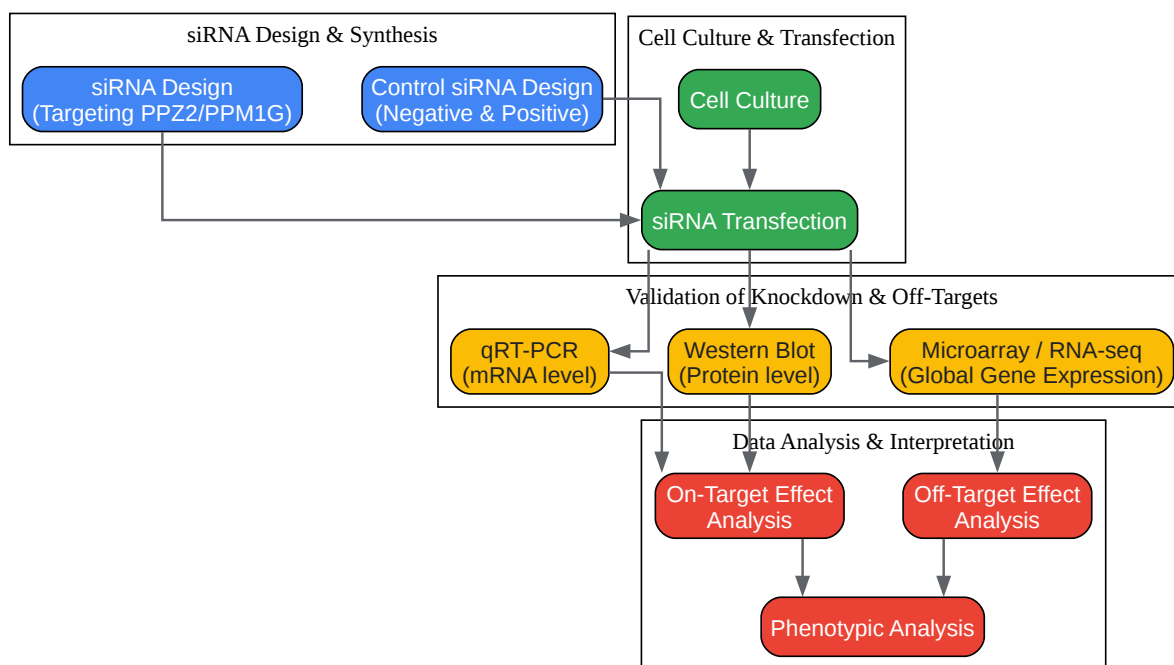 siRNA Design & Synthesis
siRNA Design
(Targeting PPZ2/PPM1G)
Control siRNA Design
(Negative & Positive)
Cell Culture & Transfection
Cell Culture
siRNA Transfection
Validation of Knockdown & Off-Targets
qRT-PCR
(mRNA level)
Western Blot
(Protein level)
Microarray / RNA-seq
(Global Gene Expression)
Data Analysis & Interpretation
On-Target Effect
Analysis
Off-Target Effect
Analysis
Phenotypic Analysis